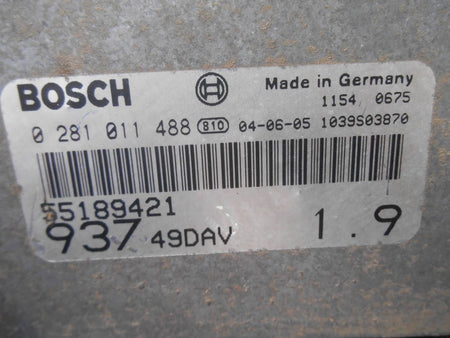 BOSCH Made in Germany
1154 0675
0 281 011 488 810 04-06-05 1039S03870
55189421
937 49DAV 1.9